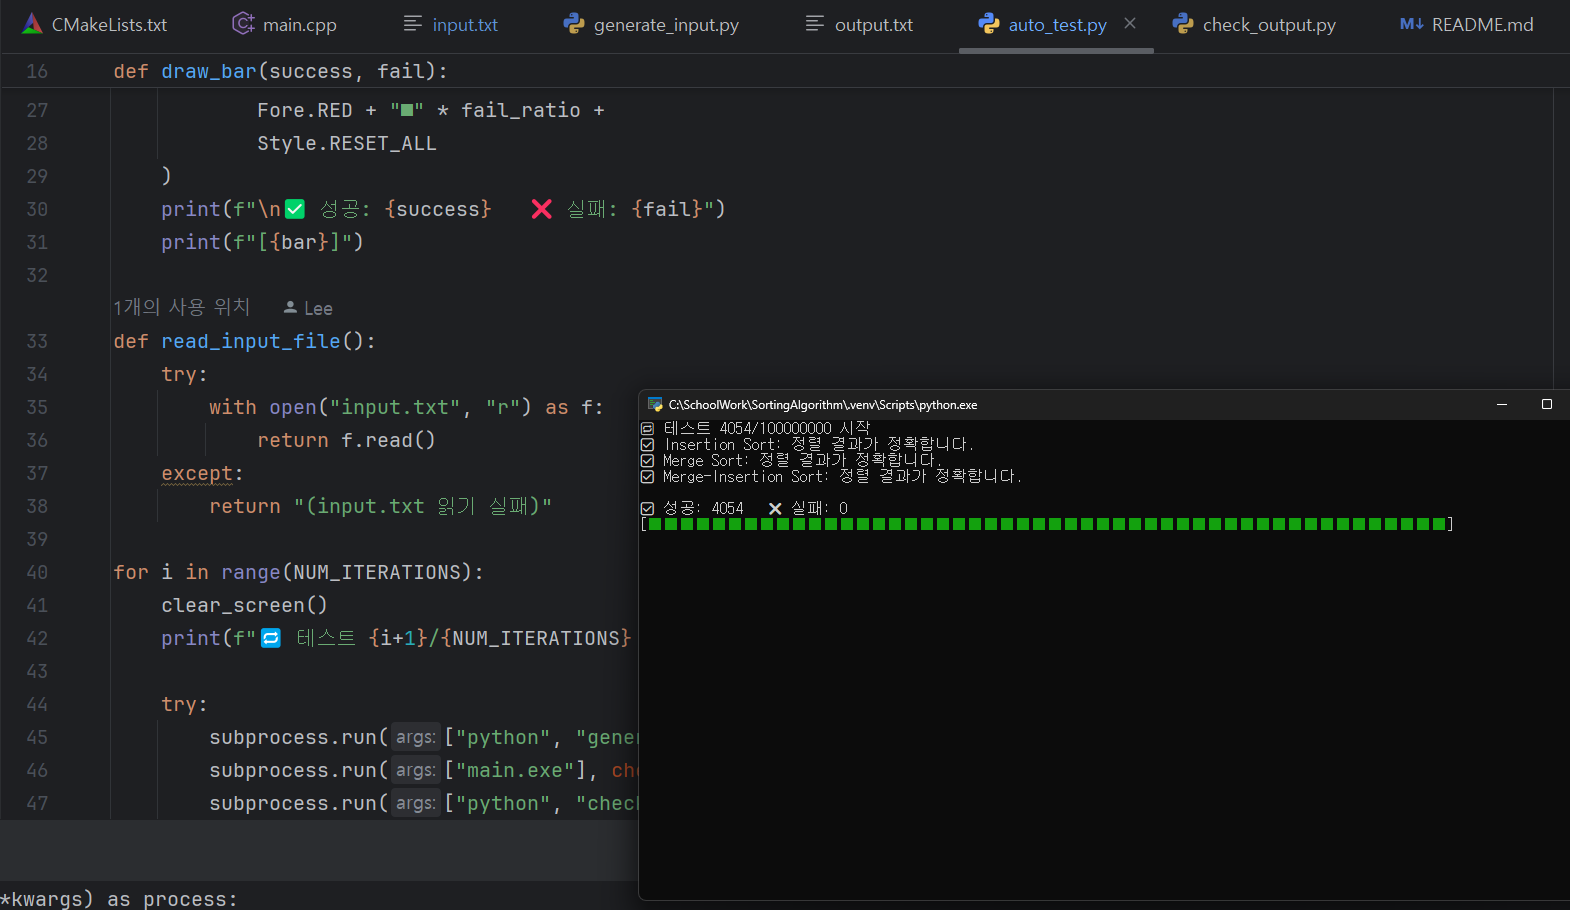 CMakeLists.txt main.cpp input.txt generate_input.py output.txt auto_test.py check_output.py README.md
16 def draw_bar(success, fail):
27 Fore.RED + "■" * fail_ratio +
28 Style.RESET_ALL
29 )
30 print(f"\n✅ 성공: {success} ❌ 실패: {fail}")
31 print(f"[{bar}]")
32
1개의 사용 위치 Lee
33 def read_input_file():
34 try:
35 with open("input.txt", "r") as f:
36 return f.read()
37 except:
38 return "(input.txt 읽기 실패)"
39
40 for i in range(NUM_ITERATIONS):
41 clear_screen()
42 print(f"🔁 테스트 {i+1}/{NUM_ITERATIONS}
43
44 try:
45 subprocess.run( args: ["python", "gene
46 subprocess.run( args: ["main.exe"], ch
47 subprocess.run( args: ["python", "chec
*kwargs) as process:
C:\SchoolWork\SortingAlgorithm\.venv\Scripts\python.exe
🔁 테스트 4054/100000000 시작
☑ Insertion Sort: 정렬 결과가 정확합니다.
☑ Merge Sort: 정렬 결과가 정확합니다.
☑ Merge-Insertion Sort: 정렬 결과가 정확합니다.
☑ 성공: 4054 ❌ 실패: 0
[■■■■■■■■■■■■■■■■■■■■■■■■■■■■■■■■■■■■■■■■■■■■■■■■■■]